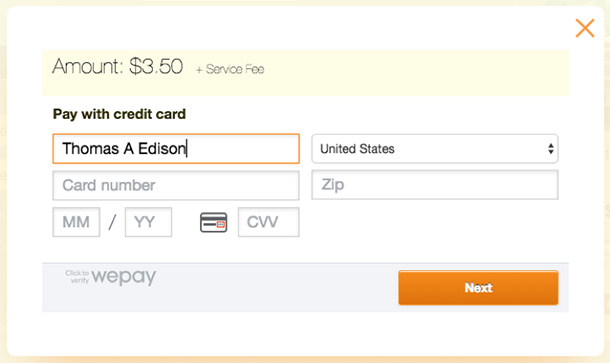 Amount: $3.50 + Service Fee
Pay with credit card
Thomas A Edison
United States
Card number
Zip
MM / YY
CVV
Click to
verify
wepay
Next